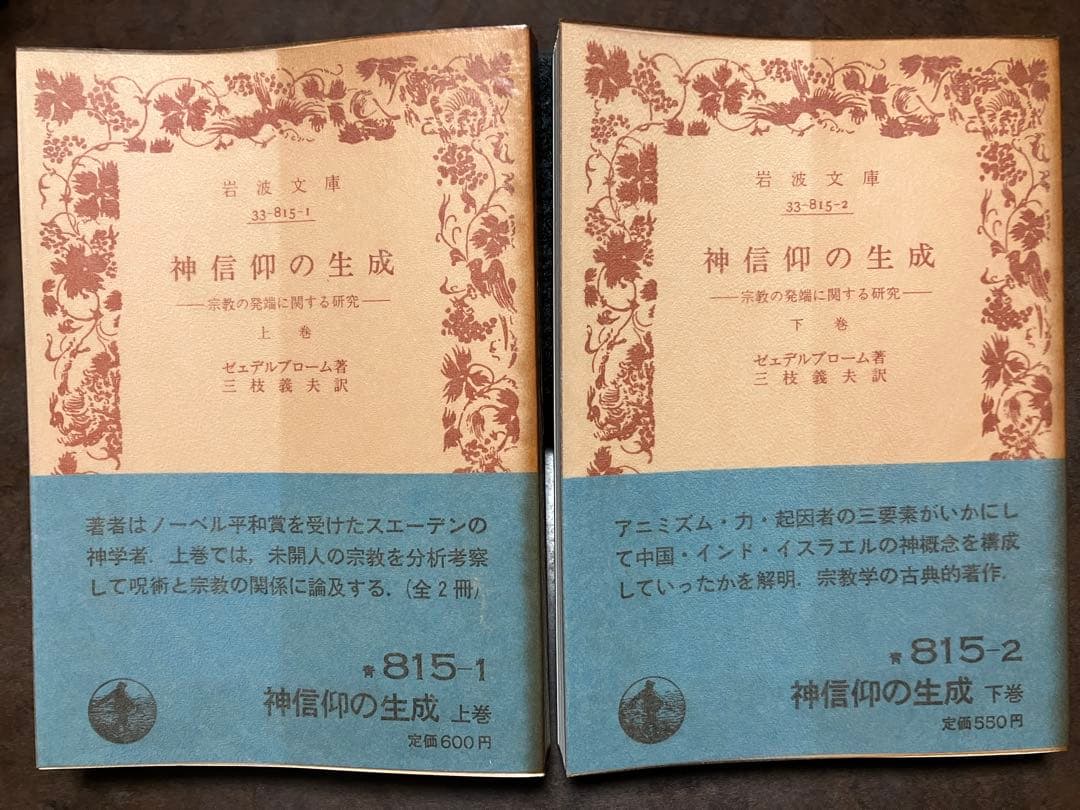 岩波文庫
33-815-1
神信仰の生成
——宗教の発端に関する研究——
上巻
ゼェデルブローム著
三枝義夫訳
著者はノーベル平和賞を受けたスエーデンの
神学者．上巻では，未開人の宗教を分析考察
して呪術と宗教の関係に論及する．(全2冊)
青 815-1
神信仰の生成 上巻
定価600円
岩波文庫
33-815-2
神信仰の生成
——宗教の発端に関する研究——
下巻
ゼェデルブローム著
三枝義夫訳
アニミズム・力・起因者の三要素がいかにし
て中国・インド・イスラエルの神概念を構成
していったかを解明．宗教学の古典的著作．
青 815-2
神信仰の生成 下巻
定価550円